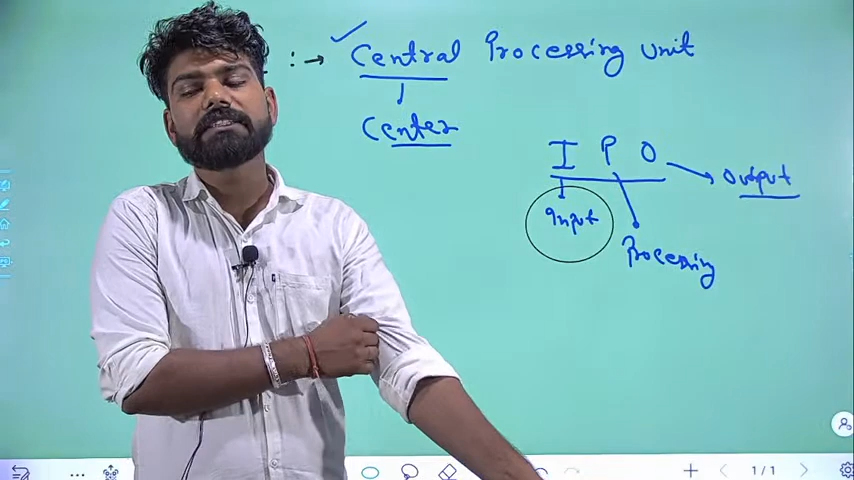 :→ Central Processing Unit
Center
I P O
Output
Input
Processing
1/1